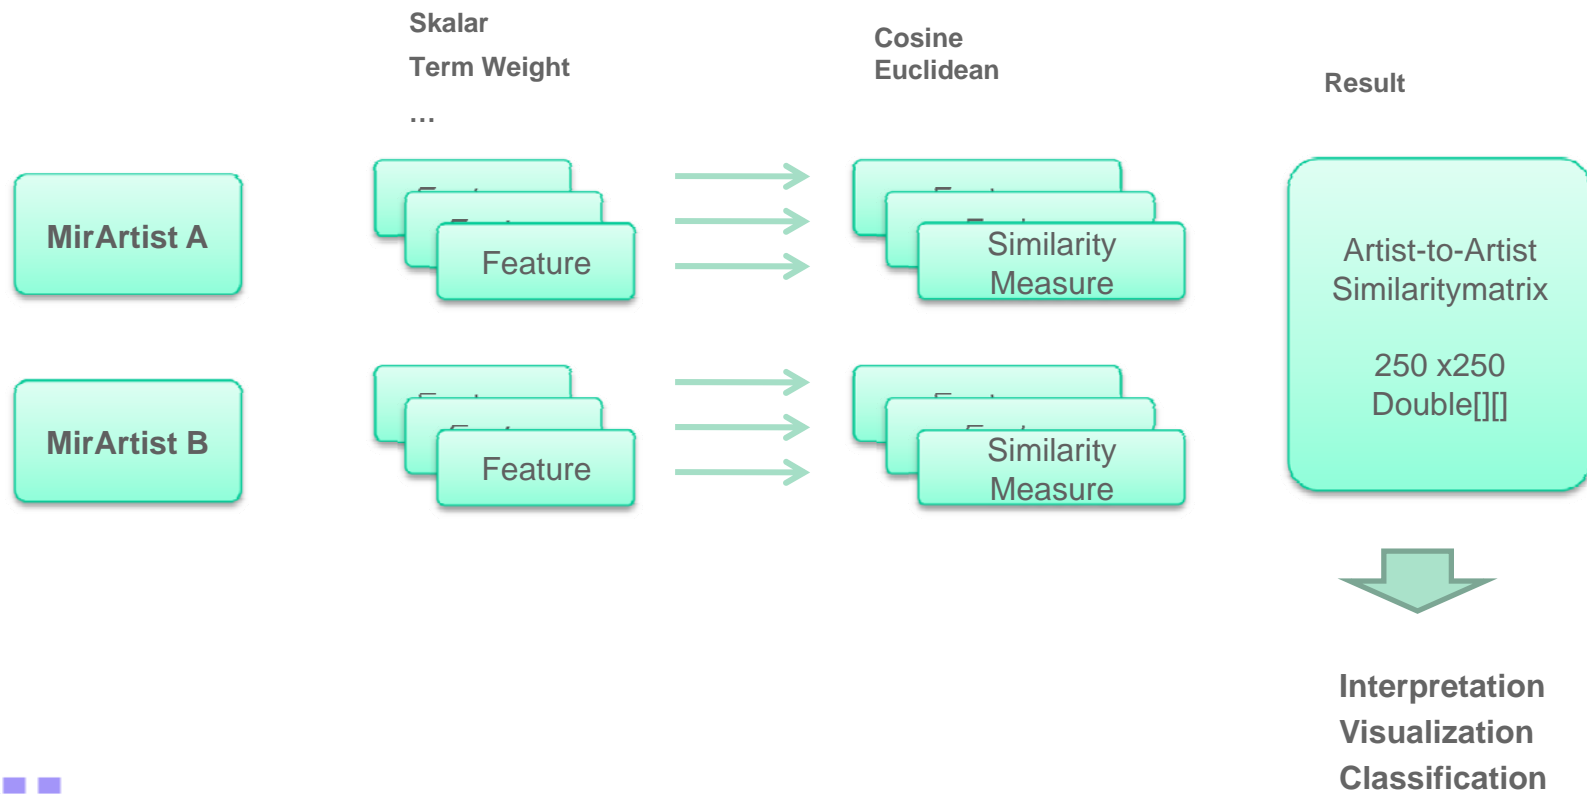 Skalar
Term Weight
…
Cosine
Euclidean
Result
MirArtist A
Feature
Similarity
Measure
Artist-to-Artist
Similaritymatrix
250 x250
Double[][]
MirArtist B
Feature
Similarity
Measure
Interpretation
Visualization
Classification